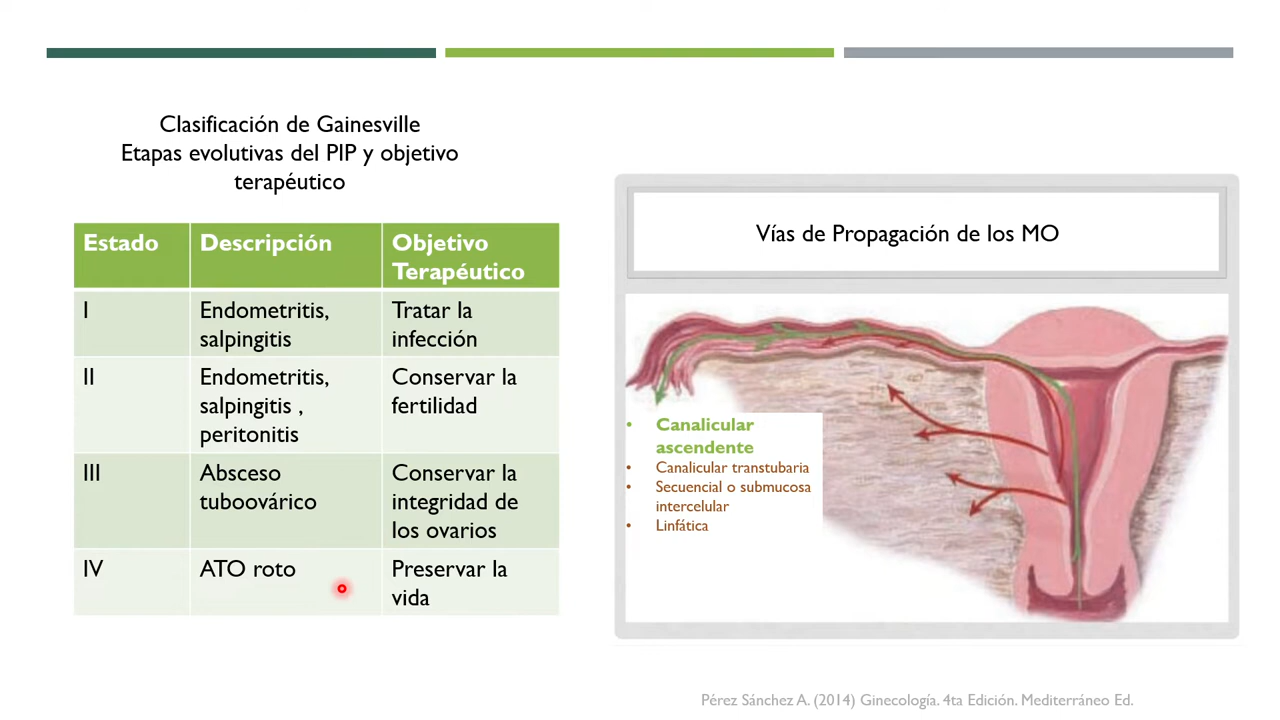 Clasificación de Gainesville
Etapas evolutivas del PIP y objetivo
terapéutico
Estado
Descripción
Objetivo
Terapéutico
I
Endometritis,
salpingitis
Tratar la
infección
II
Endometritis,
salpingitis ,
peritonitis
Conservar la
fertilidad
III
Absceso
tuboovárico
Conservar la
integridad de
los ovarios
IV
ATO roto
Preservar la
vida
Vías de Propagación de los MO
• Canalicular
ascendente
• Canalicular transtubaria
• Secuencial o submucosa
intercelular
• Linfática
Pérez Sánchez A. (2014) Ginecología. 4ta Edición. Mediterráneo Ed.